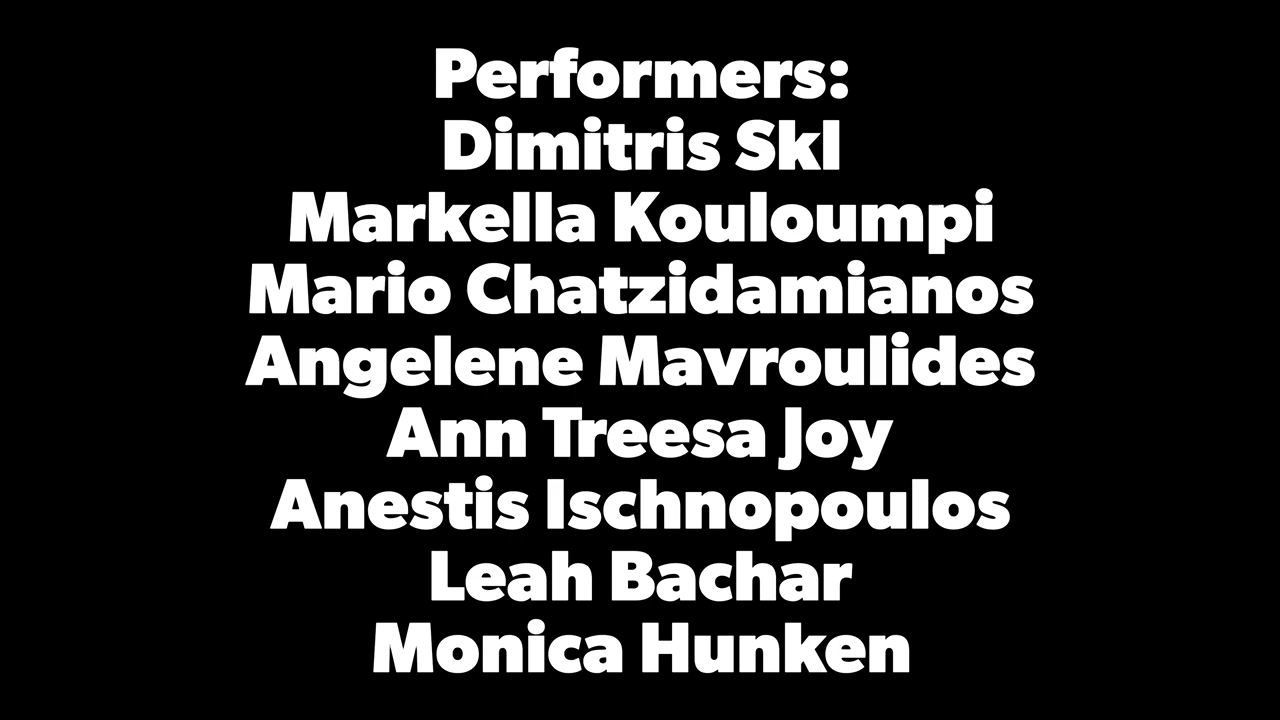 Performers:
Dimitris Skl
Markella Kouloumpi
Mario Chatzidamianos
Angelene Mavroulides
Ann Treesa Joy
Anestis Ischnopoulos
Leah Bachar
Monica Hunken